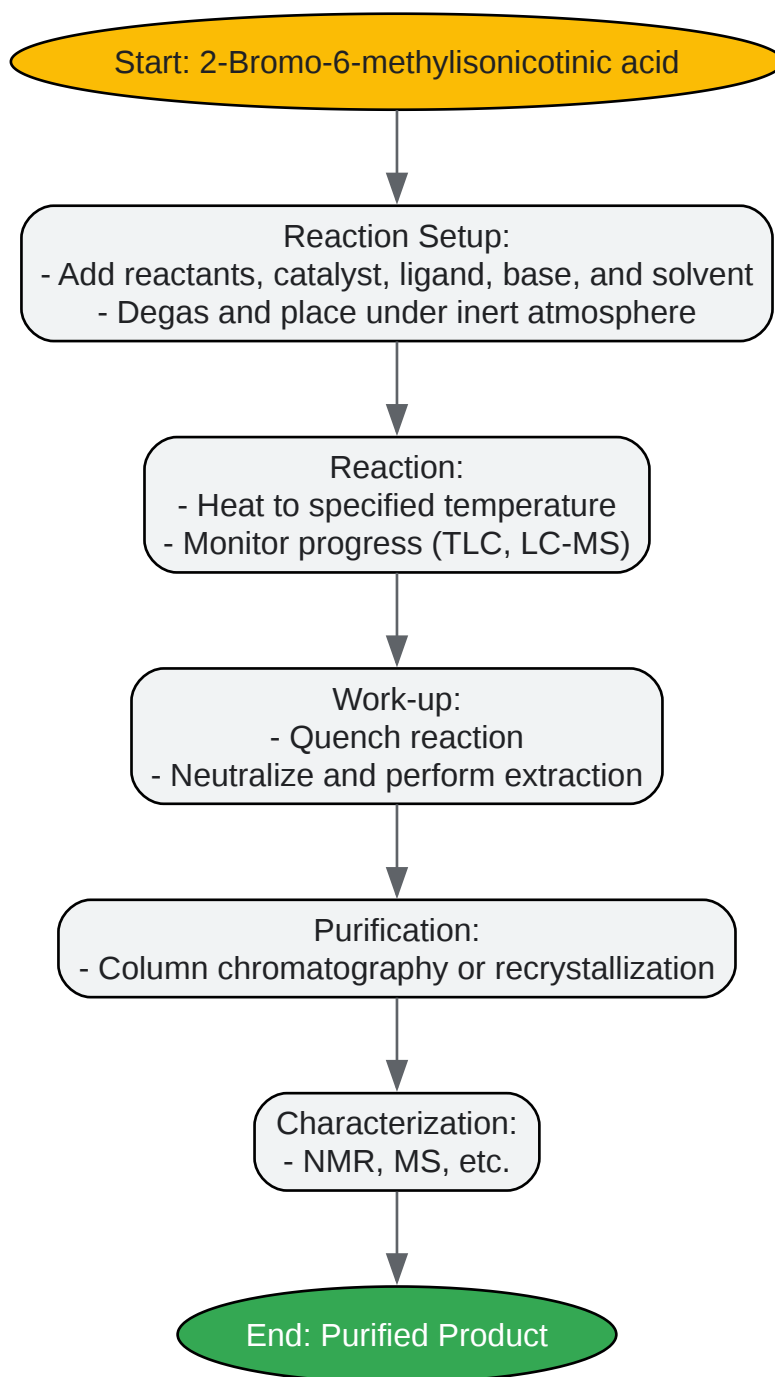 Start: 2-Bromo-6-methylisonicotinic acid
Reaction Setup:
- Add reactants, catalyst, ligand, base, and solvent
- Degas and place under inert atmosphere
Reaction:
- Heat to specified temperature
- Monitor progress (TLC, LC-MS)
Work-up:
- Quench reaction
- Neutralize and perform extraction
Purification:
- Column chromatography or recrystallization
Characterization:
- NMR, MS, etc.
End: Purified Product